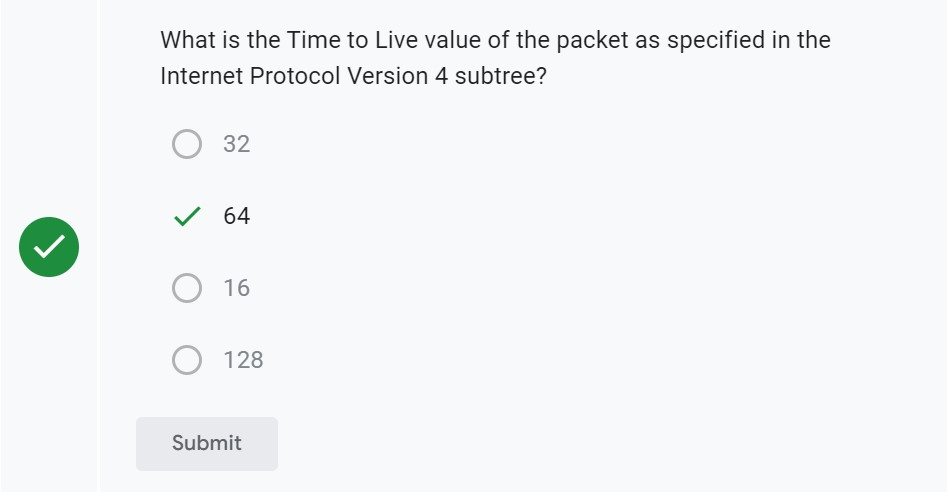 What is the Time to Live value of the packet as specified in the
Internet Protocol Version 4 subtree?
32
64
16
128
Submit